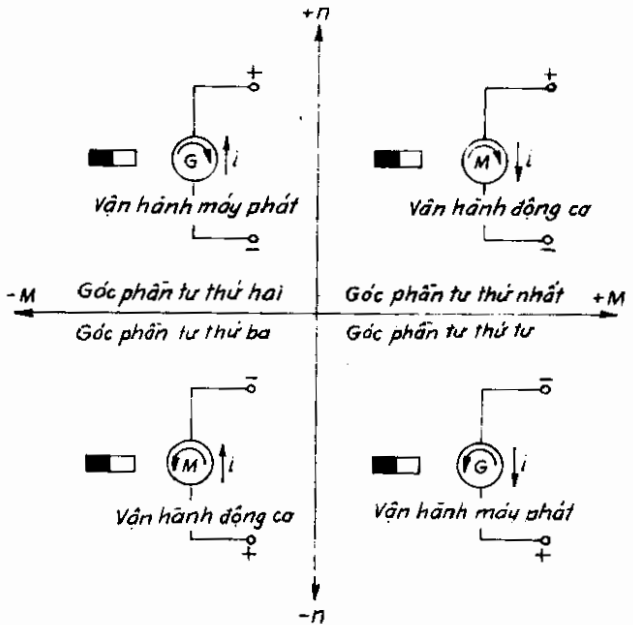 +n
+ +
G i M i
Vận hành máy phát Vận hành động cơ
− −
-M Góc phần tư thứ hai Góc phần tư thứ nhất +M
Góc phần tư thứ ba Góc phần tư thứ tư
− −
M i G i
Vận hành động cơ Vận hành máy phát
+ +
-n